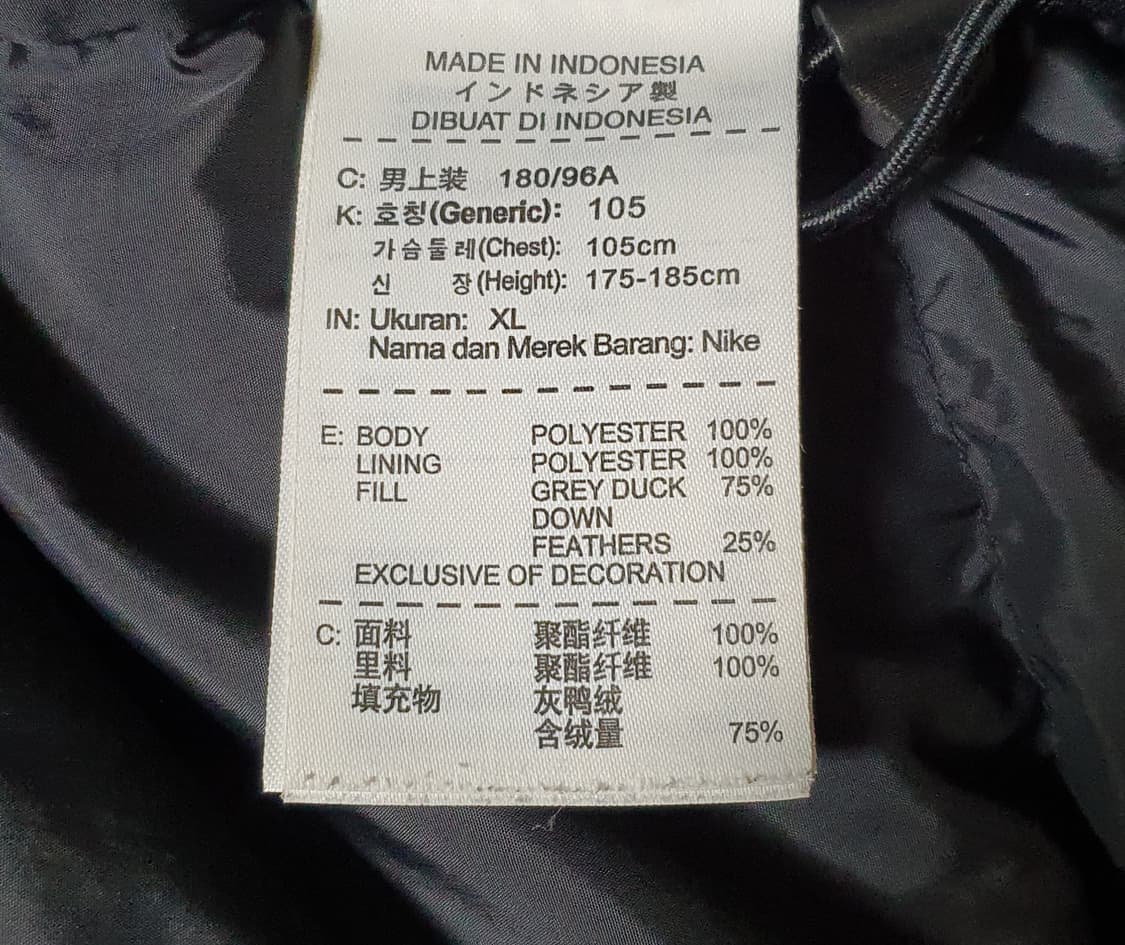 MADE IN INDONESIA
インドネシア製
DIBUAT DI INDONESIA
C: 男上装 180/96A
K: 호칭(Generic): 105
가슴둘레(Chest): 105cm
신 장(Height): 175-185cm
IN: Ukuran: XL
Nama dan Merek Barang: Nike
E: BODY POLYESTER 100%
LINING POLYESTER 100%
FILL GREY DUCK 75%
DOWN
FEATHERS 25%
EXCLUSIVE OF DECORATION
C: 面料 聚酯纤维 100%
里料 聚酯纤维 100%
填充物 灰鸭绒
含绒量 75%